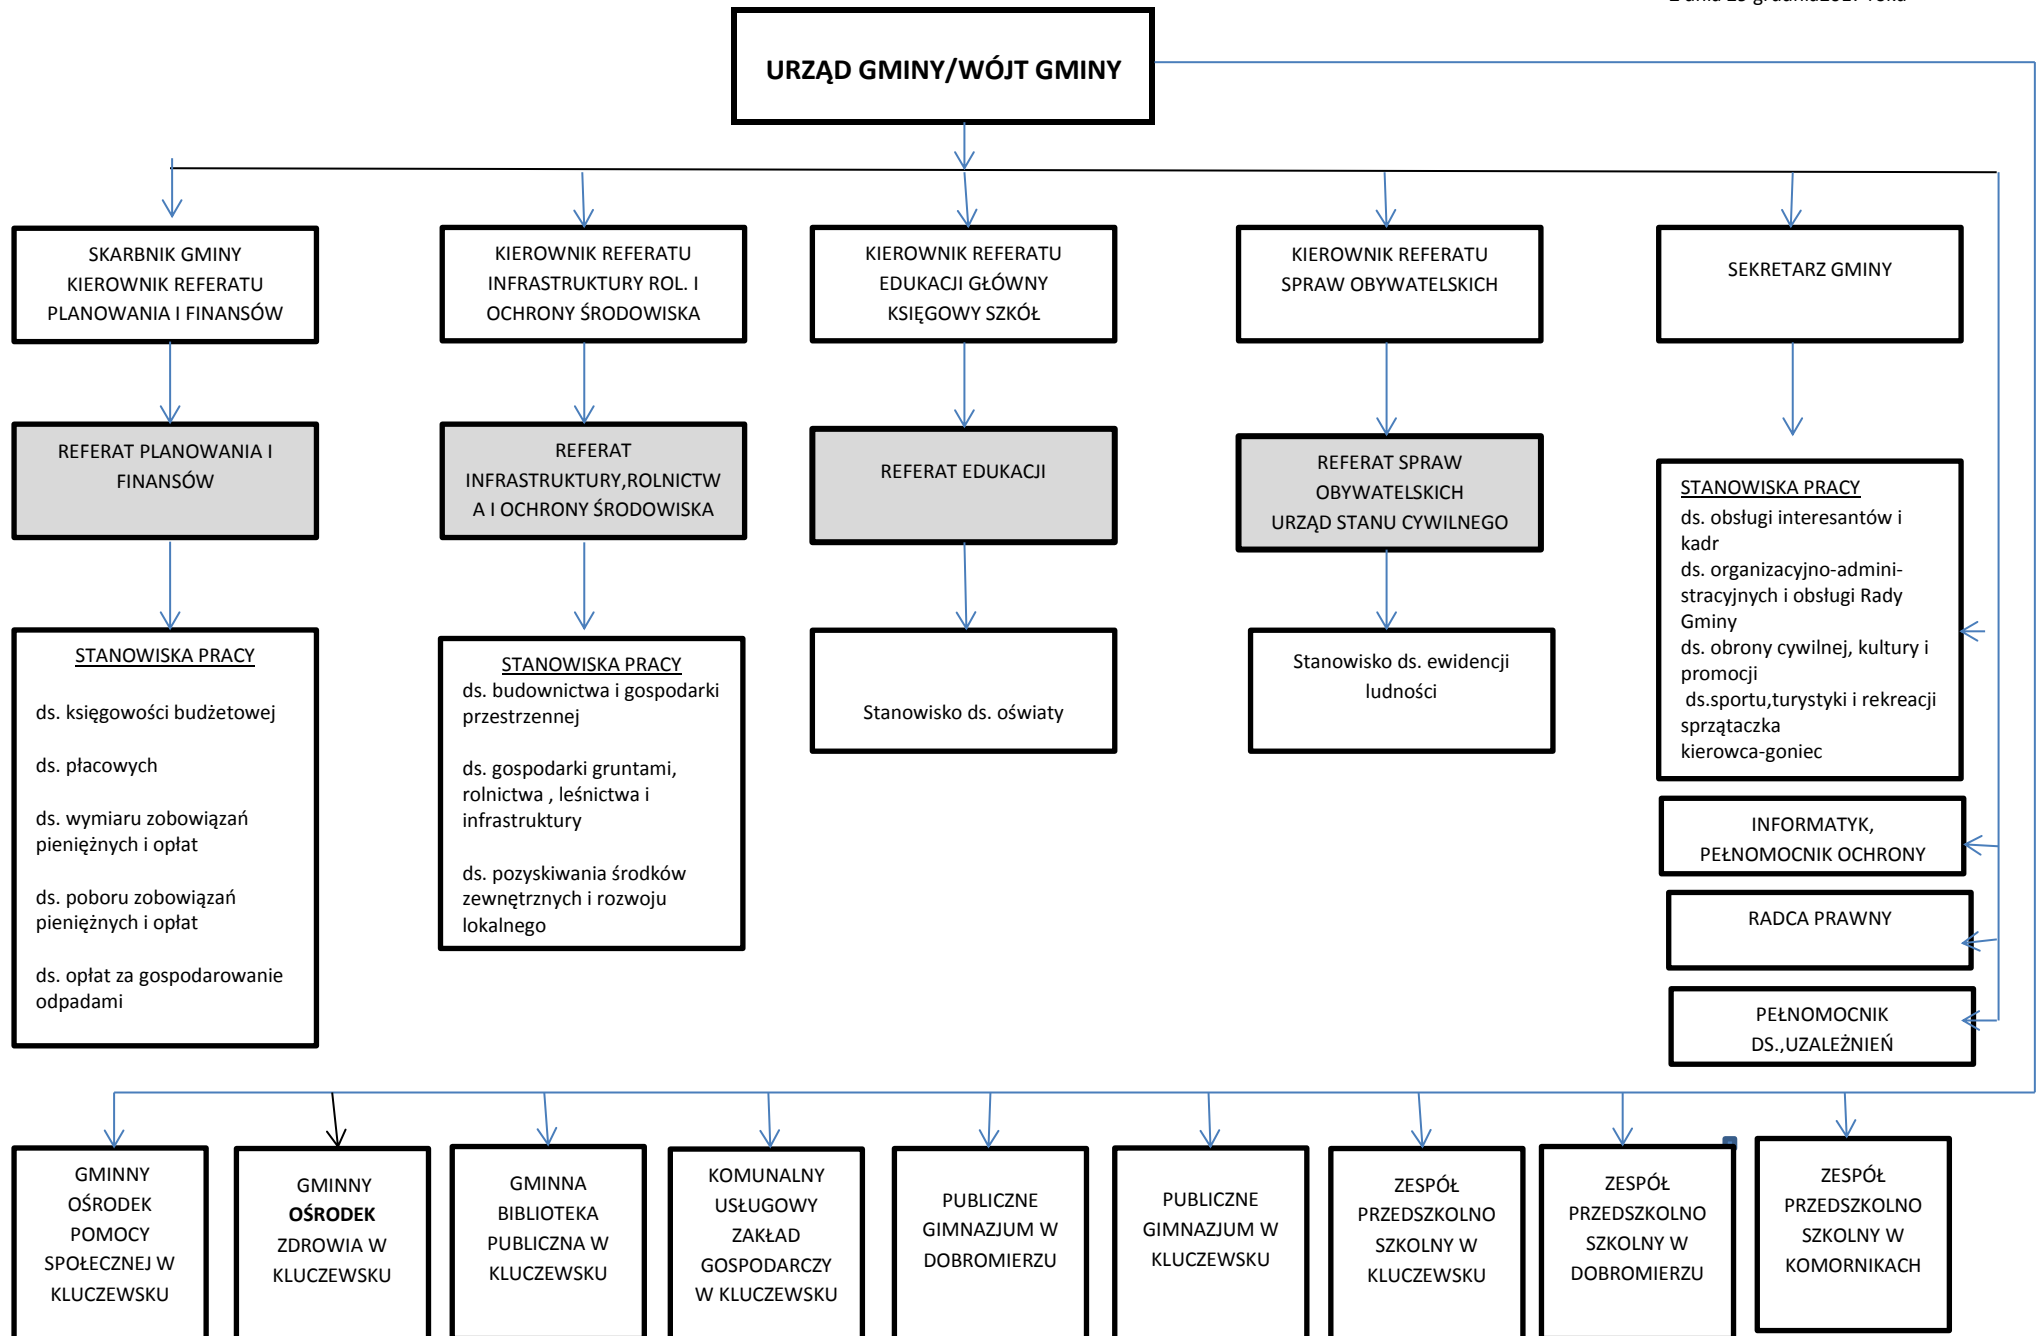 URZĄD GMINY/WÓJT GMINY
SKARBNIK GMINY
KIEROWNIK REFERATU
PLANOWANIA I FINANSÓW
KIEROWNIK REFERATU
INFRASTRUKTURY ROL. I
OCHRONY ŚRODOWISKA
KIEROWNIK REFERATU
EDUKACJI GŁÓWNY
KSIĘGOWY SZKÓŁ
KIEROWNIK REFERATU
SPRAW OBYWATELSKICH
SEKRETARZ GMINY
REFERAT PLANOWANIA I
FINANSÓW
REFERAT
INFRASTRUKTURY,ROLNICTW
A I OCHRONY ŚRODOWISKA
REFERAT EDUKACJI
REFERAT SPRAW
OBYWATELSKICH
URZĄD STANU CYWILNEGO
STANOWISKA PRACY
ds. obsługi interesantów i
kadr
ds. organizacyjno-admini-
stracyjnych i obsługi Rady
Gminy
ds. obrony cywilnej, kultury i
promocji
ds.sportu,turystyki i rekreacji
sprzątaczka
kierowca-goniec
STANOWISKA PRACY
ds. księgowości budżetowej
ds. płacowych
ds. wymiaru zobowiązań
pieniężnych i opłat
ds. poboru zobowiązań
pieniężnych i opłat
ds. opłat za gospodarowanie
odpadami
STANOWISKA PRACY
ds. budownictwa i gospodarki
przestrzennej
ds. gospodarki gruntami,
rolnictwa , leśnictwa i
infrastruktury
ds. pozyskiwania środków
zewnętrznych i rozwoju
lokalnego
Stanowisko ds. oświaty
Stanowisko ds. ewidencji
ludności
INFORMATYK,
PEŁNOMOCNIK OCHRONY
RADCA PRAWNY
PEŁNOMOCNIK
DS.,UZALEŻNIEŃ
GMINNY
OŚRODEK
POMOCY
SPOŁECZNEJ W
KLUCZEWSKU
GMINNY
OŚRODEK
ZDROWIA W
KLUCZEWSKU
GMINNA
BIBLIOTEKA
PUBLICZNA W
KLUCZEWSKU
KOMUNALNY
USŁUGOWY
ZAKŁAD
GOSPODARCZY
W KLUCZEWSKU
PUBLICZNE
GIMNAZJUM W
DOBROMIERZU
PUBLICZNE
GIMNAZJUM W
KLUCZEWSKU
ZESPÓŁ
PRZEDSZKOLNO
SZKOLNY W
KLUCZEWSKU
ZESPÓŁ
PRZEDSZKOLNO
SZKOLNY W
DOBROMIERZU
ZESPÓŁ
PRZEDSZKOLNO
SZKOLNY W
KOMORNIKACH